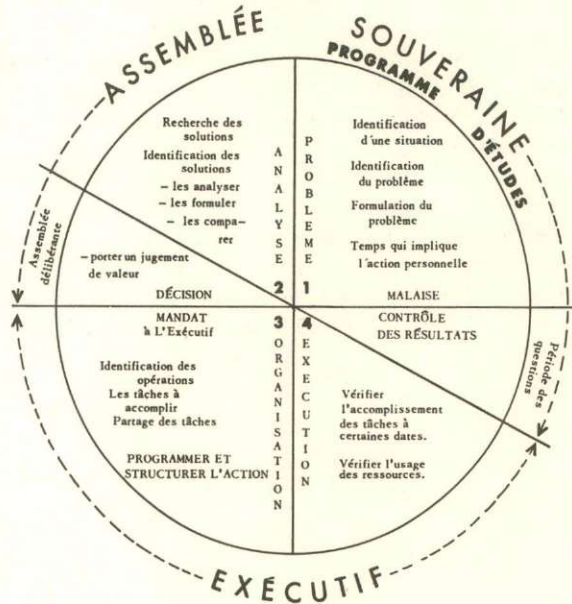 ASSEMBLÉE SOUVERAINE
PROGRAMME D'ÉTUDES
Recherche des
solutions
Identification des
solutions
– les analyser
– les formuler
– les compa-
rer
– porter un jugement
de valeur
DÉCISION
ANALYSE
2
PROBLEME
1
Identification
d'une situation
Identification
du problème
Formulation du
problème
Temps qui implique
l'action personnelle
MALAISE
Assemblée
délibérante
MANDAT
à L'Exécutif
Identification des
opérations
Les tâches à
accomplir
Partage des tâches
PROGRAMMER ET
STRUCTURER L'ACTION
3
ORGANISATION
4
EXECUTION
CONTRÔLE
DES RÉSULTATS
Vérifier
l'accomplissement
des tâches à
certaines dates.
Vérifier l'usage
des ressources.
Période des
questions
EXÉCUTIF